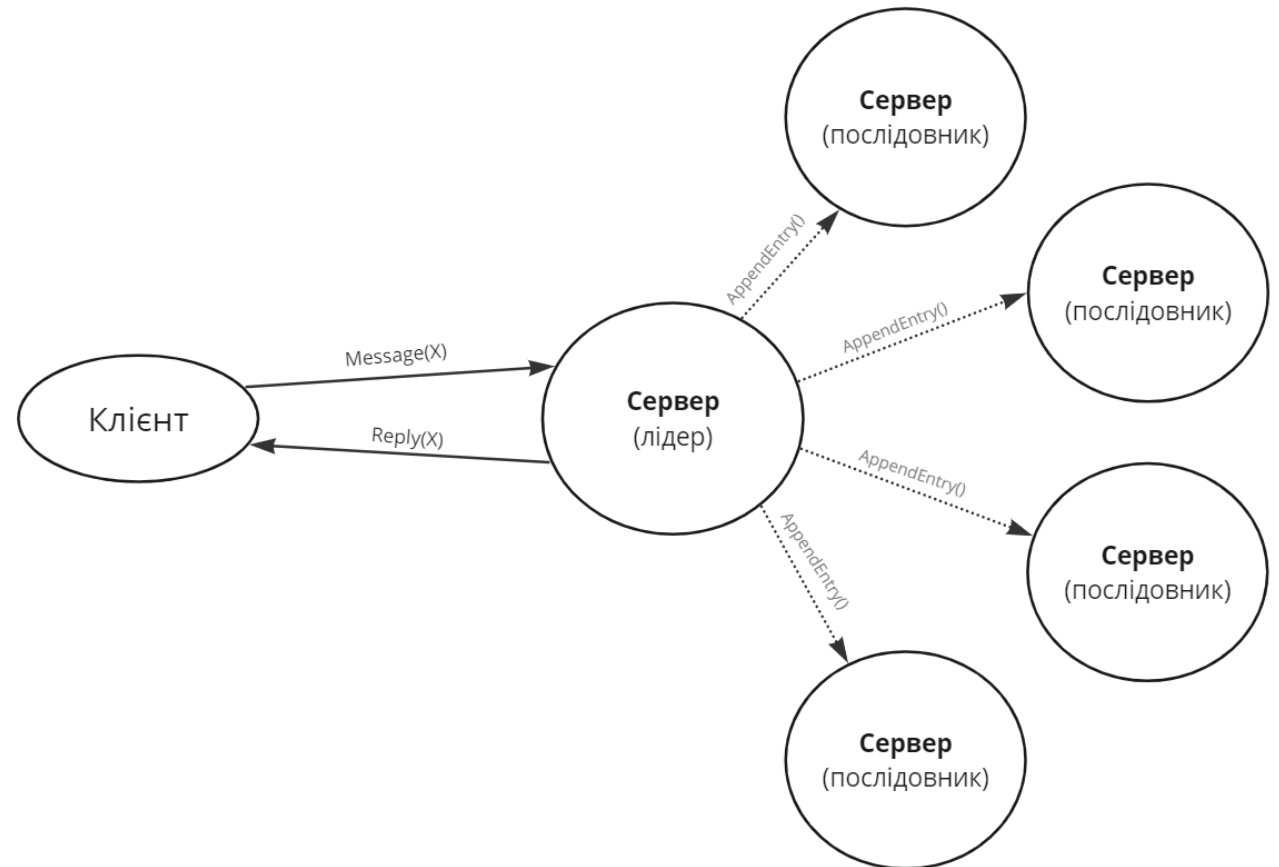 Сервер
(послідовник)
AppendEntry()
Сервер
(послідовник)
AppendEntry()
Message(X)
Клієнт
Reply(X)
Сервер
(лідер)
AppendEntry()
Сервер
(послідовник)
AppendEntry()
Сервер
(послідовник)